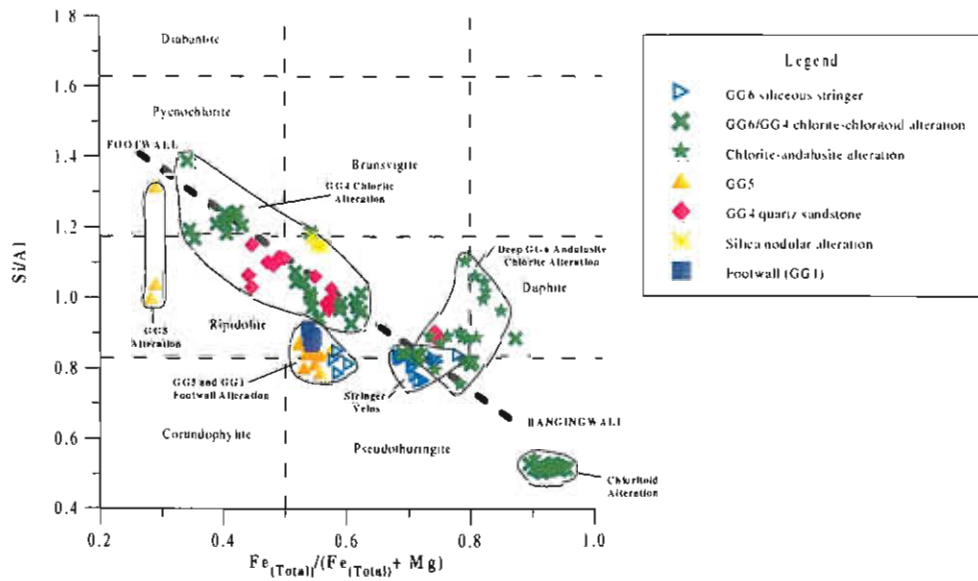 1.8
1.6
1.4
1.2
1.0
0.8
0.6
0.4
Si/Al
0.2
0.4
0.6
0.8
1.0
Fe(Total)/(Fe(Total)+ Mg)
Diabantite
Pycnochlorite
FOOTWALL
Brunsvigite
GG4 Chlorite
Alteration
Deep GG-6 Andalusite
Chlorite Alteration
Daphite
Ripidolite
GG5
Alteration
GG5 and GG1
Footwall Alteration
Stringer
Veins
HANGINGWALL
Corundophylite
Pseudothuringite
Chloritoid
Alteration
Legend
GG6 siliceous stringer
GG6/GG4 chlorite-chloritoid alteration
Chlorite-andalusite alteration
GG5
GG4 quartz sandstone
Silica nodular alteration
Footwall (GG1)